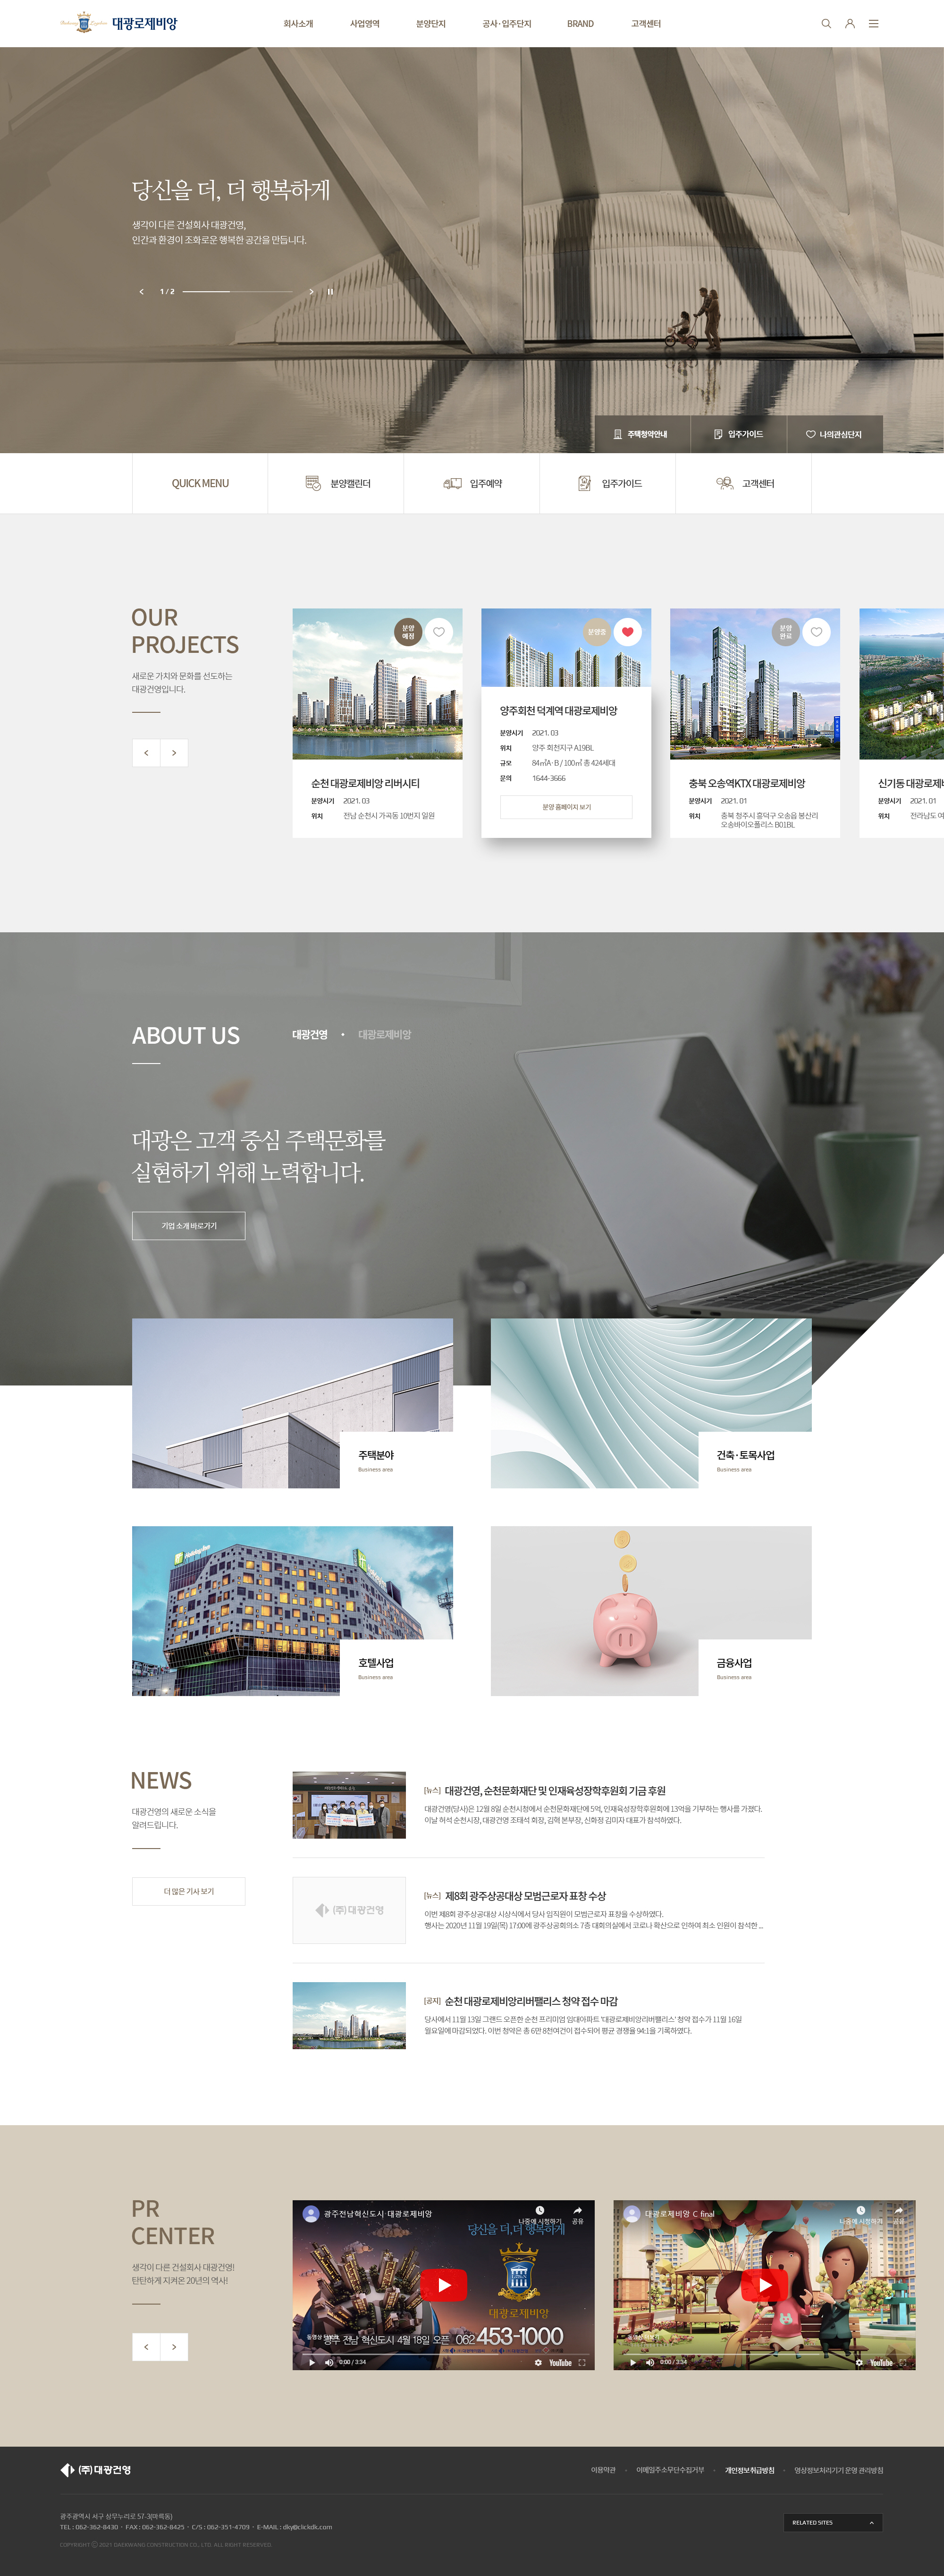 대광로제비앙
회사소개
사업영역
분양단지
공사·입주단지
BRAND
고객센터
당신을 더, 더 행복하게
생각이 다른 건설회사 대광건영,
인간과 환경이 조화로운 행복한 공간을 만듭니다.
1 / 2
주택청약안내
입주가이드
나의관심단지
QUICK MENU
분양캘린더
입주예약
입주가이드
고객센터
OUR
PROJECTS
새로운 가치와 문화를 선도하는
대광건영입니다.
분양
예정
순천 대광로제비앙 리버시티
분양시기 2021. 03
위치 전남 순천시 가곡동 10번지 일원
분양중
양주회천 덕계역 대광로제비앙
분양시기 2021. 03
위치 양주 회천지구 A19BL
규모 84㎡A·B / 100㎡ 총 424세대
문의 1644-3666
분양 홈페이지 보기
분양
완료
충북 오송역KTX 대광로제비앙
분양시기 2021. 01
위치 충북 청주시 흥덕구 오송읍 봉산리
오송바이오폴리스 B01BL
신기동 대광로제비
분양시기 2021. 01
위치 전라남도 여
ABOUT US
대광건영
대광로제비앙
대광은 고객 중심 주택문화를
실현하기 위해 노력합니다.
기업 소개 바로가기
주택분야
Business area
건축·토목사업
Business area
Holiday Inn
호텔사업
Business area
금융사업
Business area
NEWS
대광건영의 새로운 소식을
알려드립니다.
더 많은 기사 보기
[뉴스] 대광건영, 순천문화재단 및 인재육성장학후원회 기금 후원
대광건영(당사)은 12월 8일 순천시청에서 순천문화재단에 5억, 인재육성장학후원회에 13억을 기부하는 행사를 가졌다.
이날 허석 순천시장, 대광건영 조태석 회장, 김혁 본부장, 신화장 김미자 대표가 참석하였다.
(주)대광건영
[뉴스] 제8회 광주상공대상 모범근로자 표창 수상
이번 제8회 광주상공대상 시상식에서 당사 임직원이 모범근로자 표창을 수상하였다.
행사는 2020년 11월 19일(목) 17:00에 광주상공회의소 7층 대회의실에서 코로나 확산으로 인하여 최소 인원이 참석한 ...
[공지] 순천 대광로제비앙리버팰리스 청약 접수 마감
당사에서 11월 13일 그랜드 오픈한 순천 프리미엄 임대아파트 '대광로제비앙리버팰리스' 청약 접수가 11월 16일
월요일에 마감되었다. 이번 청약은 총 6만 8천여건이 접수되어 평균 경쟁율 94:1을 기록하였다.
PR
CENTER
생각이 다른 건설회사 대광건영!
탄탄하게 지켜온 20년의 역사!
광주전남혁신도시 대광로제비앙
나중에 시청하기
공유
당신을 더,더 행복하게
대광로제비앙
광주 전남 혁신도시 4월 18일 오픈 062 453-1000
0:00 / 3:34
YouTube
대광로제비앙 C final
나중에 시청하기
공유
0:00 / 3:34
YouTube
(주)대광건영
이용약관
이메일주소무단수집거부
개인정보취급방침
영상정보처리기기 운영·관리방침
광주광역시 서구 상무누리로 57-3(마륵동)
TEL : 062-362-8430 · FAX : 062-362-8425 · C/S : 062-351-4709 · E-MAIL : dky@clickdk.com
COPYRIGHT ⓒ 2021 DAEKWANG CONSTRUCTION CO., LTD. ALL RIGHT RESERVED.
RELATED SITES